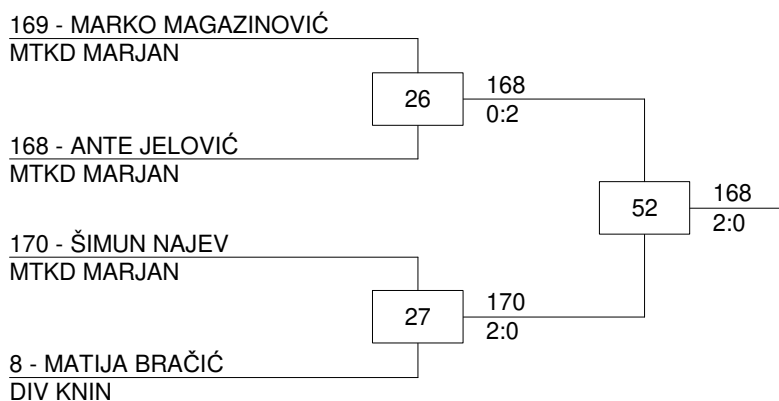 169 - MARKO MAGAZINOVIĆ
MTKD MARJAN
26
168
0:2
168 - ANTE JELOVIĆ
MTKD MARJAN
52
168
2:0
170 - ŠIMUN NAJEV
MTKD MARJAN
27
170
2:0
8 - MATIJA BRAČIĆ
DIV KNIN